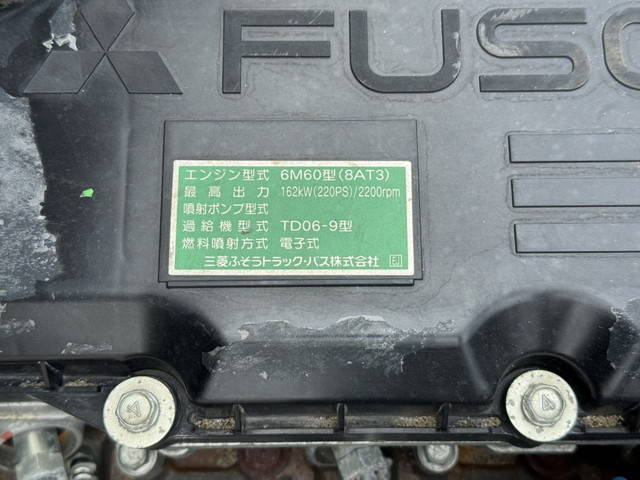 FUSO
エンジン型式 6M60型(8AT3)
最高出力 162kW(220PS)/2200rpm
噴射ポンプ型式
過給機型式 TD06-9型
燃料噴射方式 電子式
三菱ふそうトラック・バス株式会社 EJ
4 4